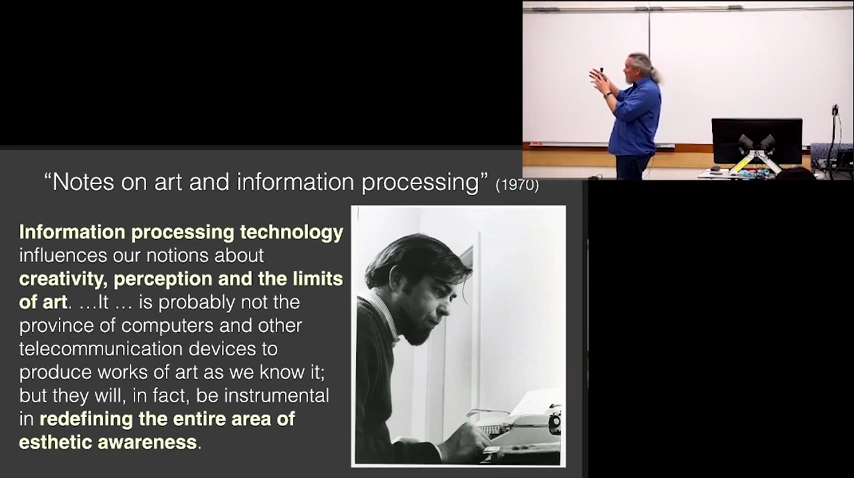 “Notes on art and information processing” (1970)
Information processing technology
influences our notions about
creativity, perception and the limits
of art. …It … is probably not the
province of computers and other
telecommunication devices to
produce works of art as we know it;
but they will, in fact, be instrumental
in redefining the entire area of
esthetic awareness.